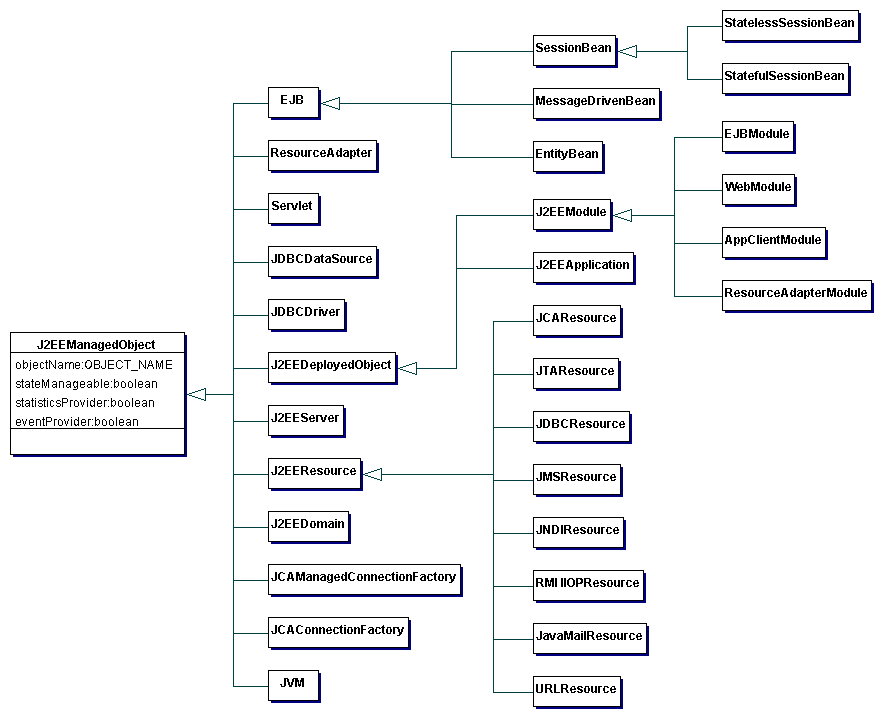 J2EEManagedObject
objectName:OBJECT_NAME
stateManageable:boolean
statisticsProvider:boolean
eventProvider:boolean
EJB
ResourceAdapter
Servlet
JDBCDataSource
JDBCDriver
J2EEDeployedObject
J2EEServer
J2EEResource
J2EEDomain
JCAManagedConnectionFactory
JCAConnectionFactory
JVM
SessionBean
MessageDrivenBean
EntityBean
J2EEModule
J2EEApplication
JCAResource
JTAResource
JDBCResource
JMSResource
JNDIResource
RMI IIOPResource
JavaMailResource
URLResource
StatelessSessionBean
StatefulSessionBean
EJBModule
WebModule
AppClientModule
ResourceAdapterModule